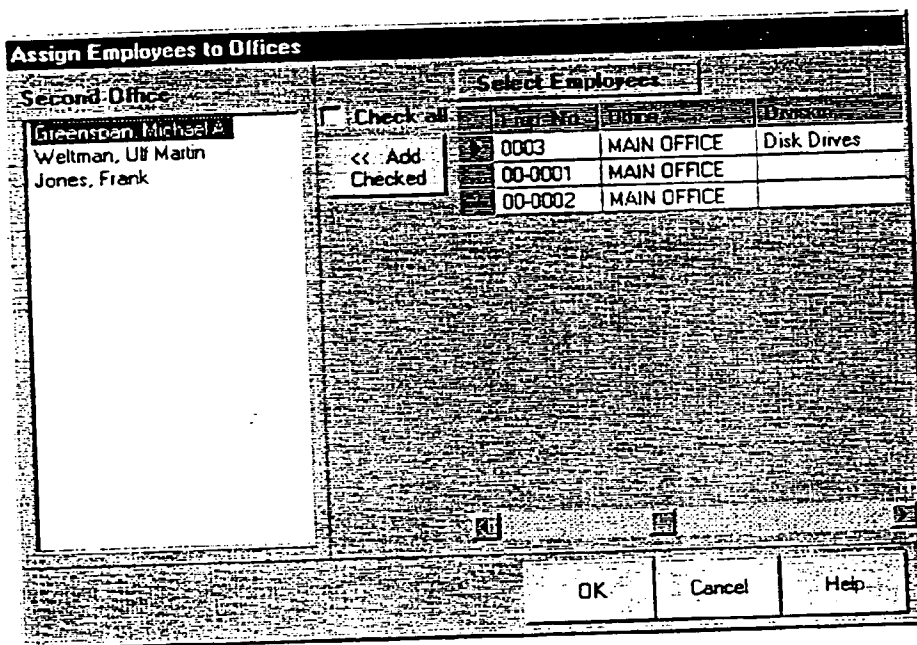 Assign Employees to Offices
Second Office
Select Employees
Greenspan, Michael A
Weltman, Ulf Martin
Jones, Frank
Check all
<< Add
Checked
Emp. No. Office Division
0003 MAIN OFFICE Disk Drives
00-0001 MAIN OFFICE
00-0002 MAIN OFFICE
OK Cancel Help